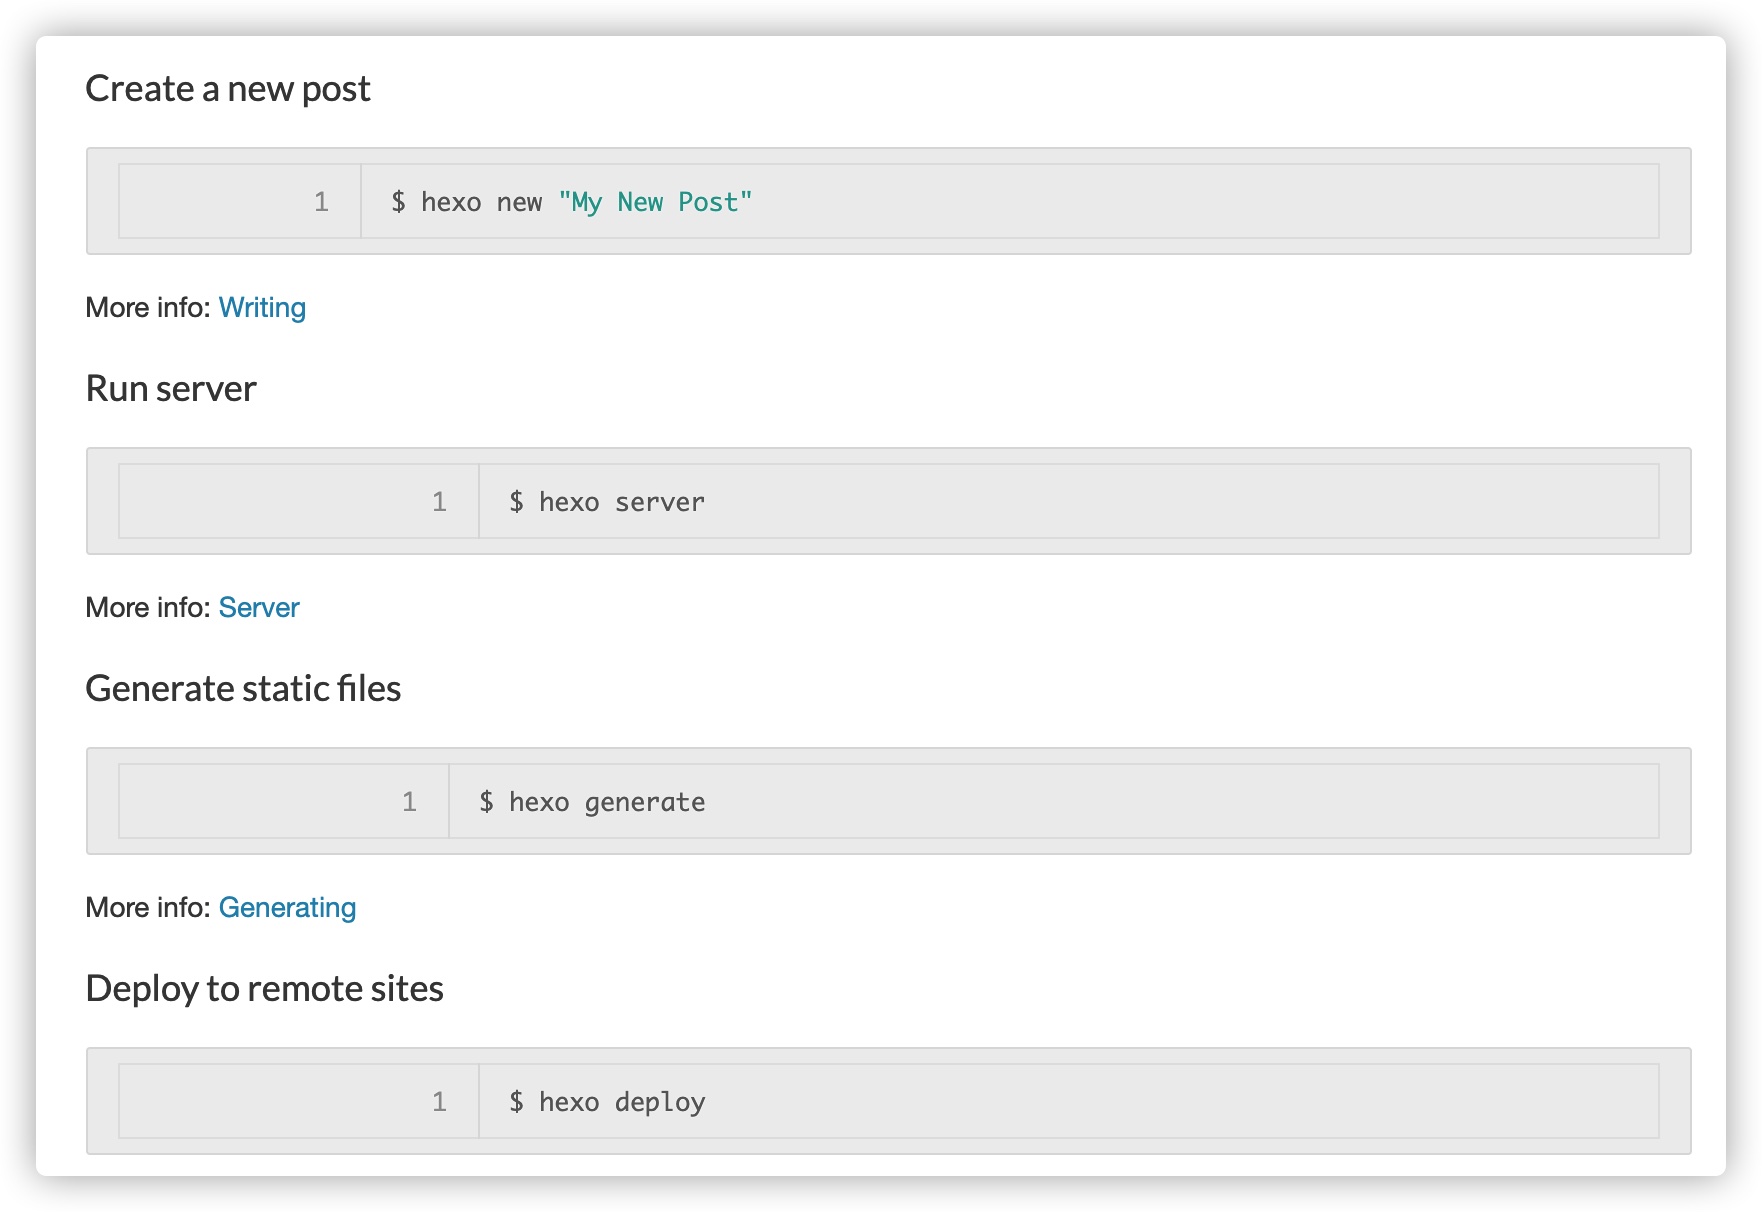 Create a new post
1 $ hexo new "My New Post"
More info: Writing
Run server
1 $ hexo server
More info: Server
Generate static files
1 $ hexo generate
More info: Generating
Deploy to remote sites
1 $ hexo deploy